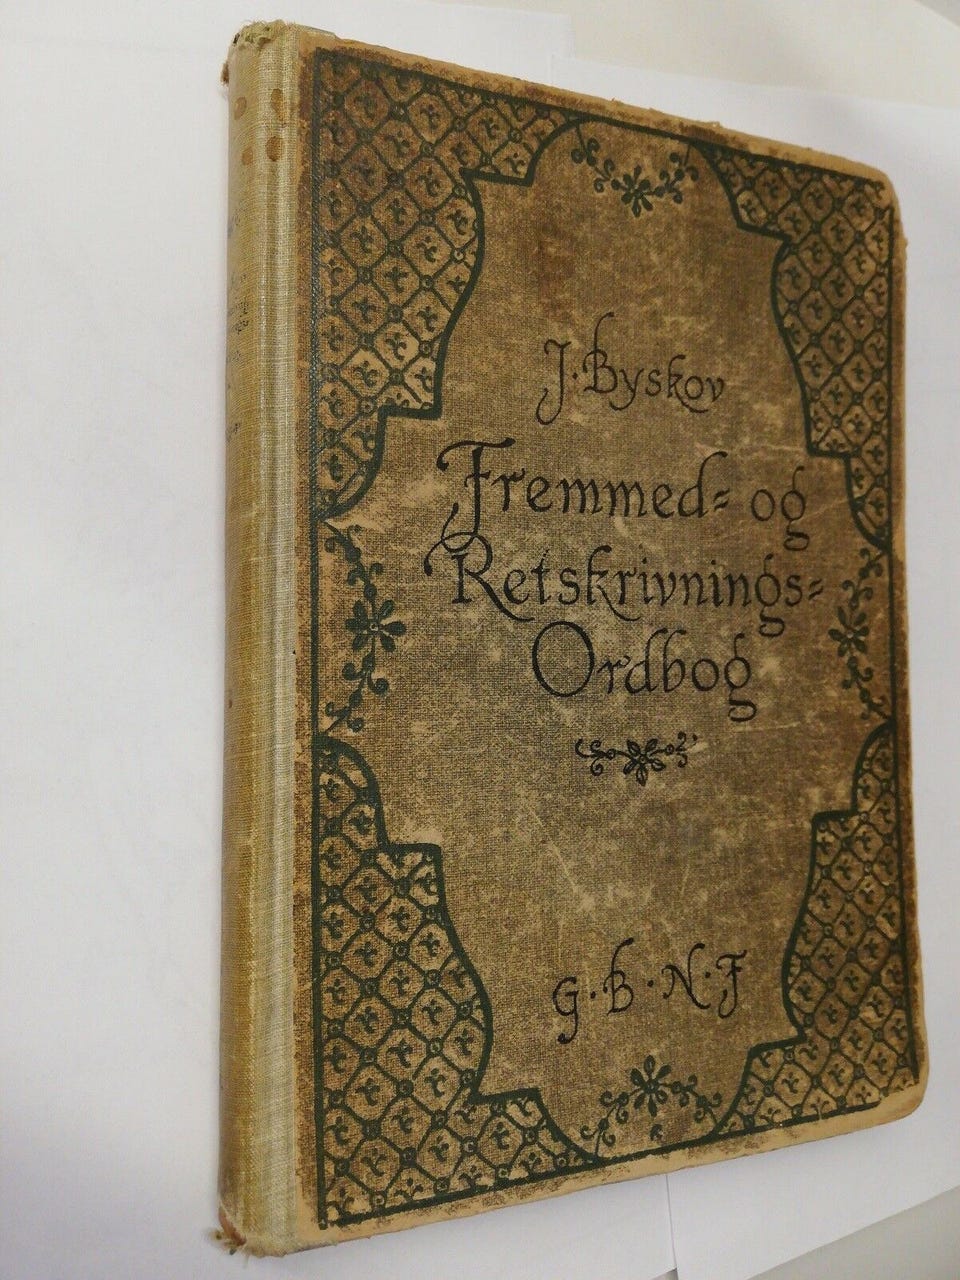 J. Byskov
Fremmed= og
Retskrivnings=
Ordbog
G. B. N. F